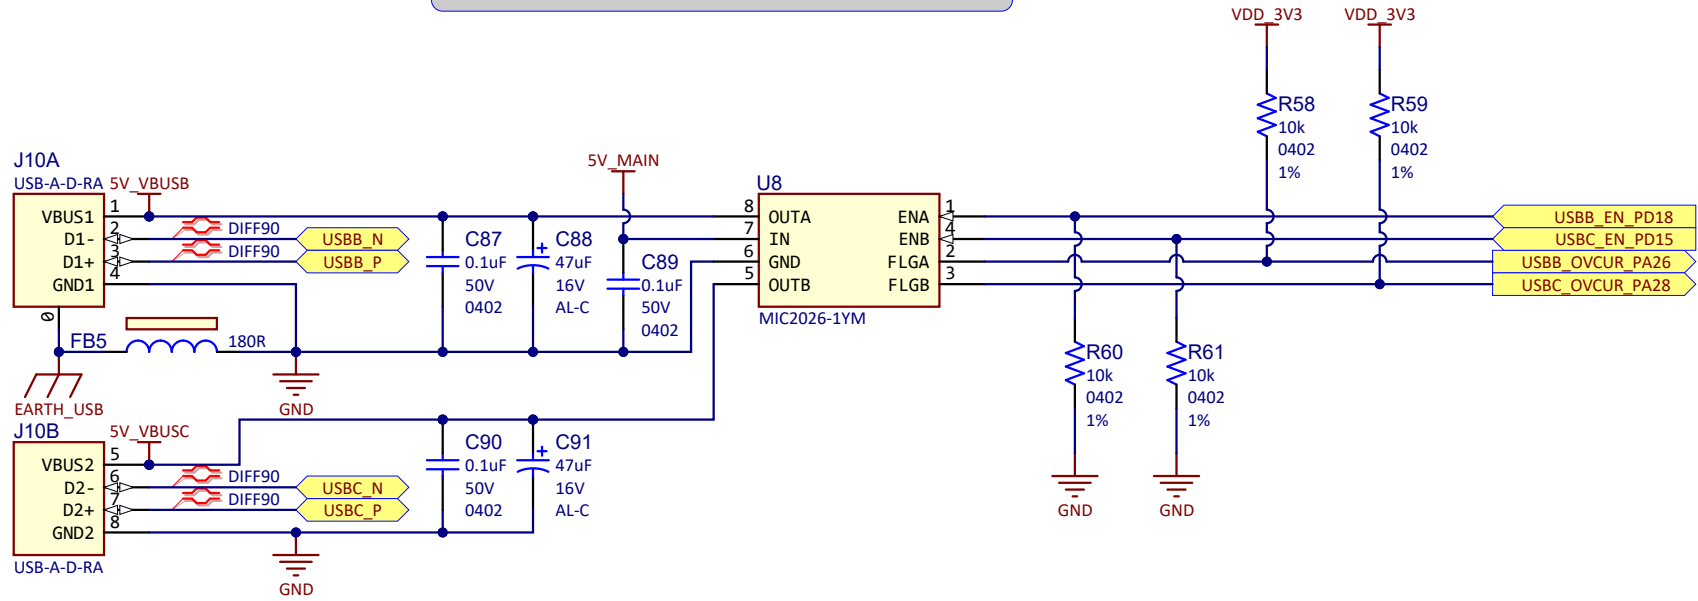 VDD_3V3
VDD_3V3
R58
10k
0402
1%
R59
10k
0402
1%
J10A
USB-A-D-RA
5V_VBUSB
VBUS1
D1-
D1+
GND1
1
2
3
4
0
DIFF90
DIFF90
USBB_N
USBB_P
FB5
180R
EARTH_USB
GND
C87
0.1uF
50V
0402
C88
47uF
16V
AL-C
5V_MAIN
C89
0.1uF
50V
0402
U8
8
7
6
5
OUTA
IN
GND
OUTB
ENA
ENB
FLGA
FLGB
1
4
2
3
MIC2026-1YM
USBB_EN_PD18
USBC_EN_PD15
USBB_OVCUR_PA26
USBC_OVCUR_PA28
R60
10k
0402
1%
GND
R61
10k
0402
1%
GND
J10B
5V_VBUSC
VBUS2
D2-
D2+
GND2
5
6
7
8
USB-A-D-RA
DIFF90
DIFF90
USBC_N
USBC_P
GND
C90
0.1uF
50V
0402
C91
47uF
16V
AL-C